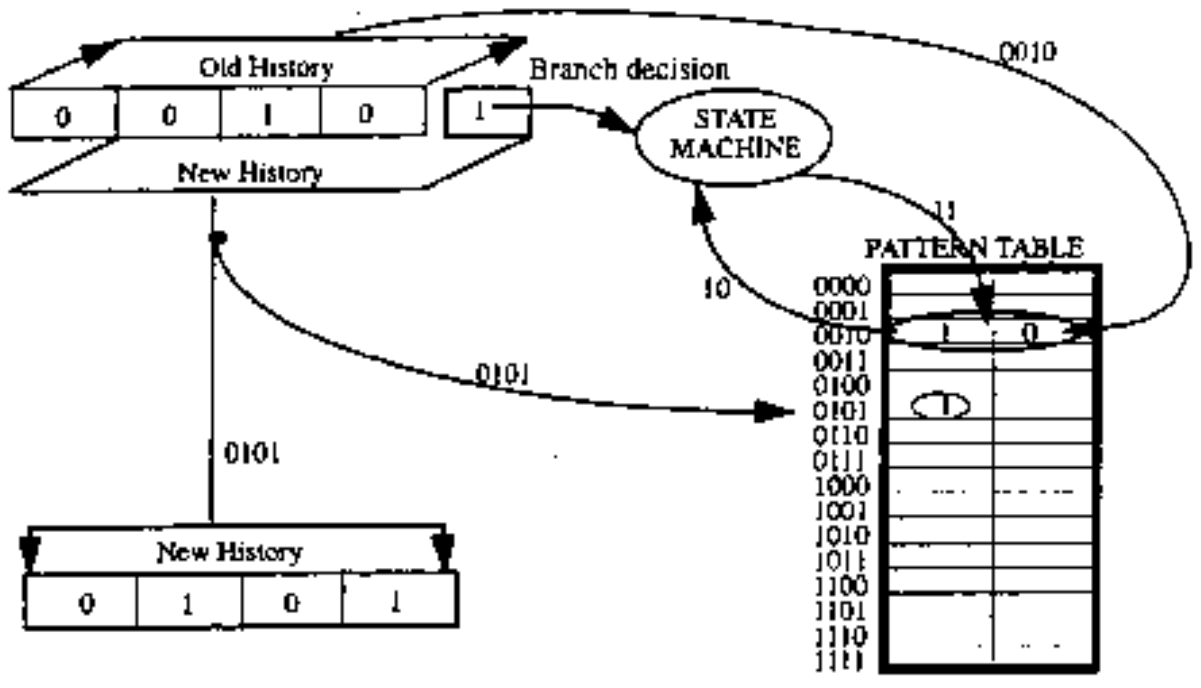 0010
Old History
Branch decision
0 0 1 0 1
STATE
MACHINE
New History
11
PATTERN TABLE
10
0000
0001
0010 1 0
0011
0101
0100
0101 1
0110
0101
0111
1000
1001
1010
New History
1011
1100
0 1 0 1
1101
1110
1111